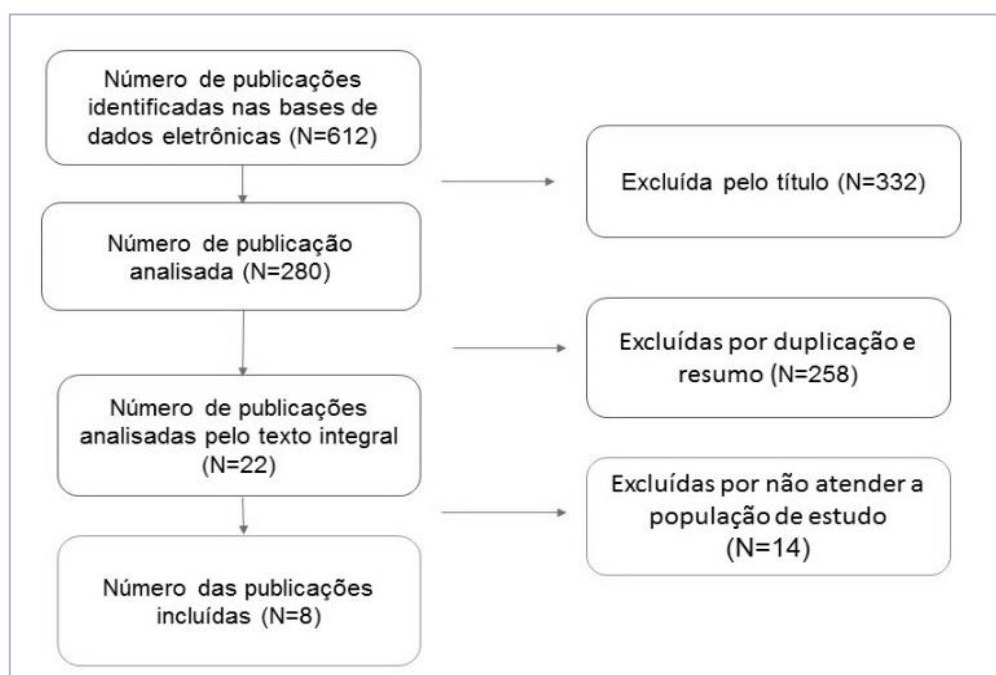 Número de publicações
identificadas nas bases de
dados eletrônicas (N=612)
Excluída pelo título (N=332)
Número de publicação
analisada (N=280)
Excluídas por duplicação e
resumo (N=258)
Número de publicações
analisadas pelo texto integral
(N=22)
Excluídas por não atender a
população de estudo
(N=14)
Número das publicações
incluídas (N=8)